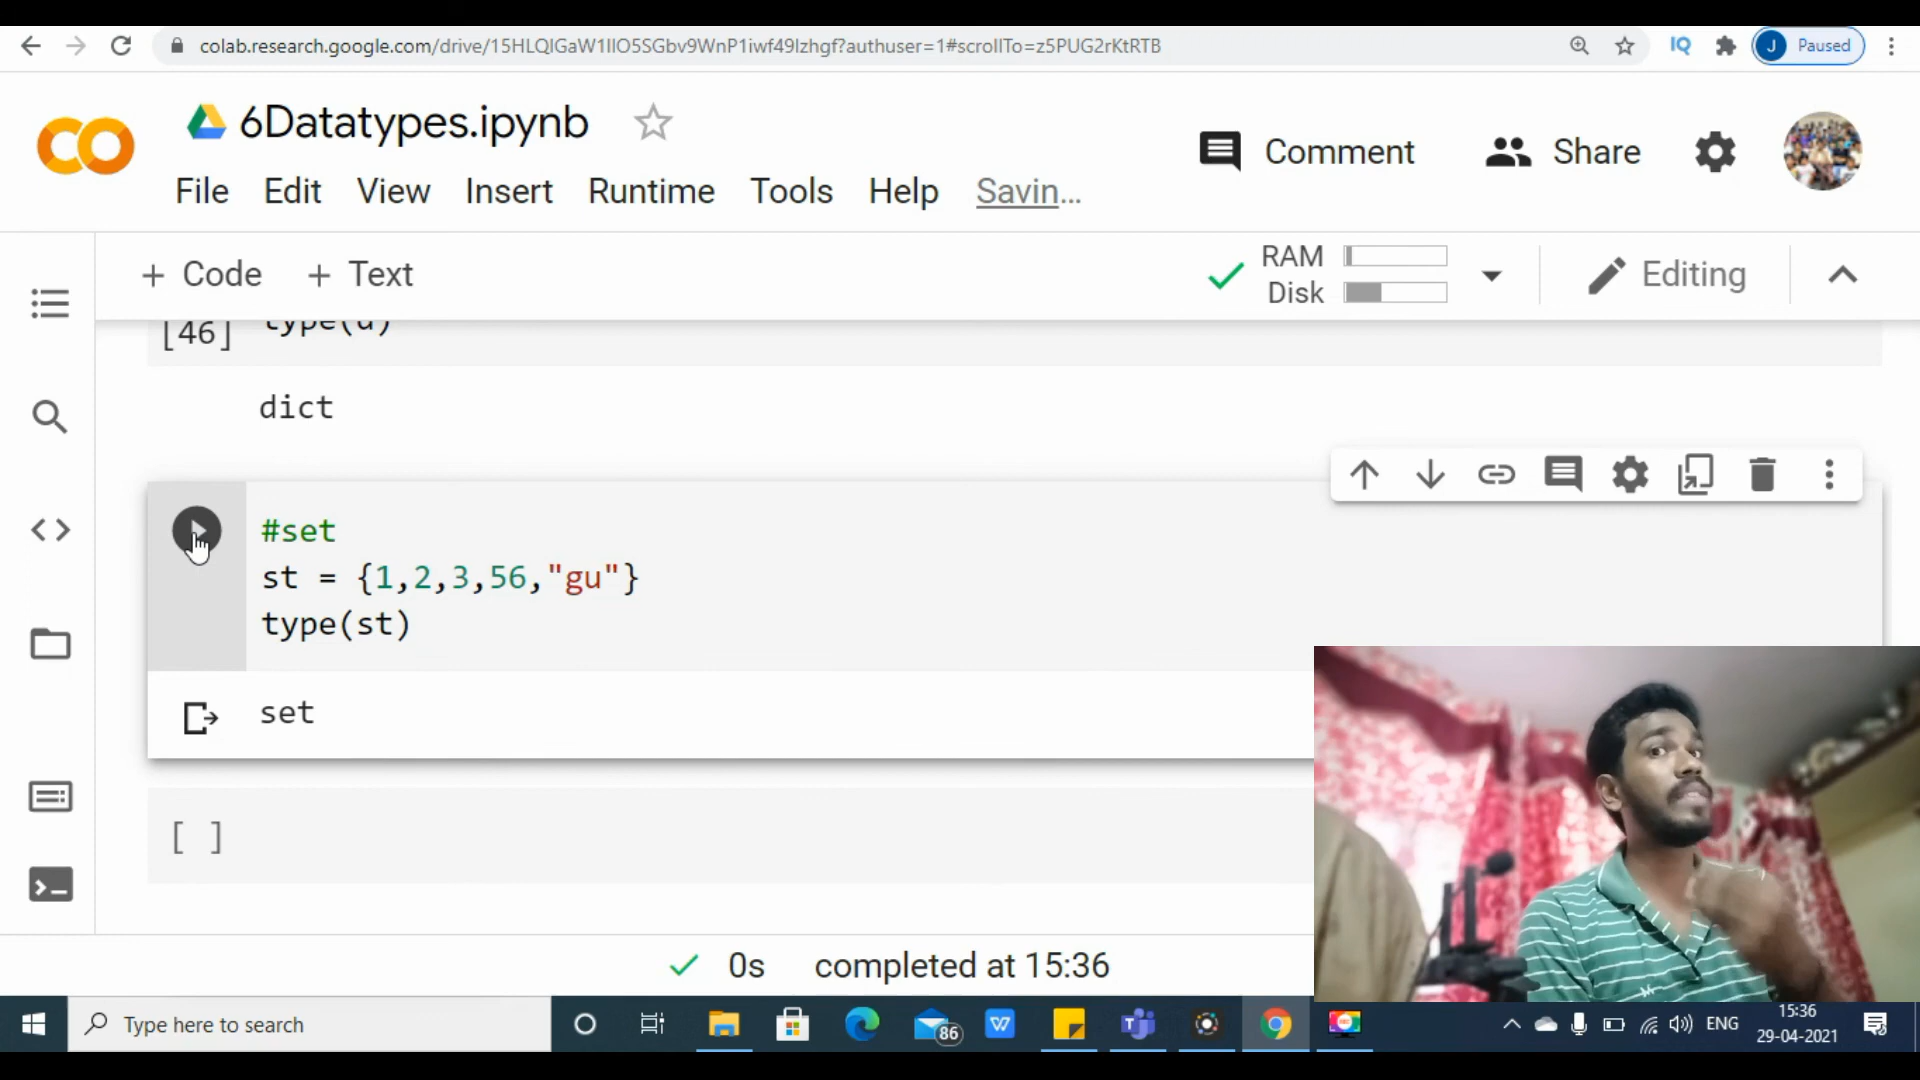 colab.research.google.com/drive/15HLQlGaW1lIO5SGbv9WnP1iwf49lzhgf?authuser=1#scrollTo=z5PUG2rKtRTB
IQ
J Paused
CO
6Datatypes.ipynb
Comment
Share
File Edit View Insert Runtime Tools Help Savin...
+ Code + Text
RAM
Disk
Editing
[46] type(d)
dict
#set
st = {1,2,3,56,"gu"}
type(st)
set
[ ]
0s completed at 15:36
Type here to search
86
W
T
ENG
15:36
29-04-2021